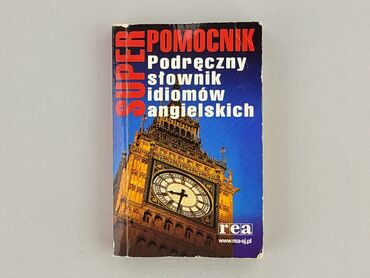 SUPER
POMOCNIK
Podręczny
słownik
idiomów
angielskich
rea
www.rea-sj.pl